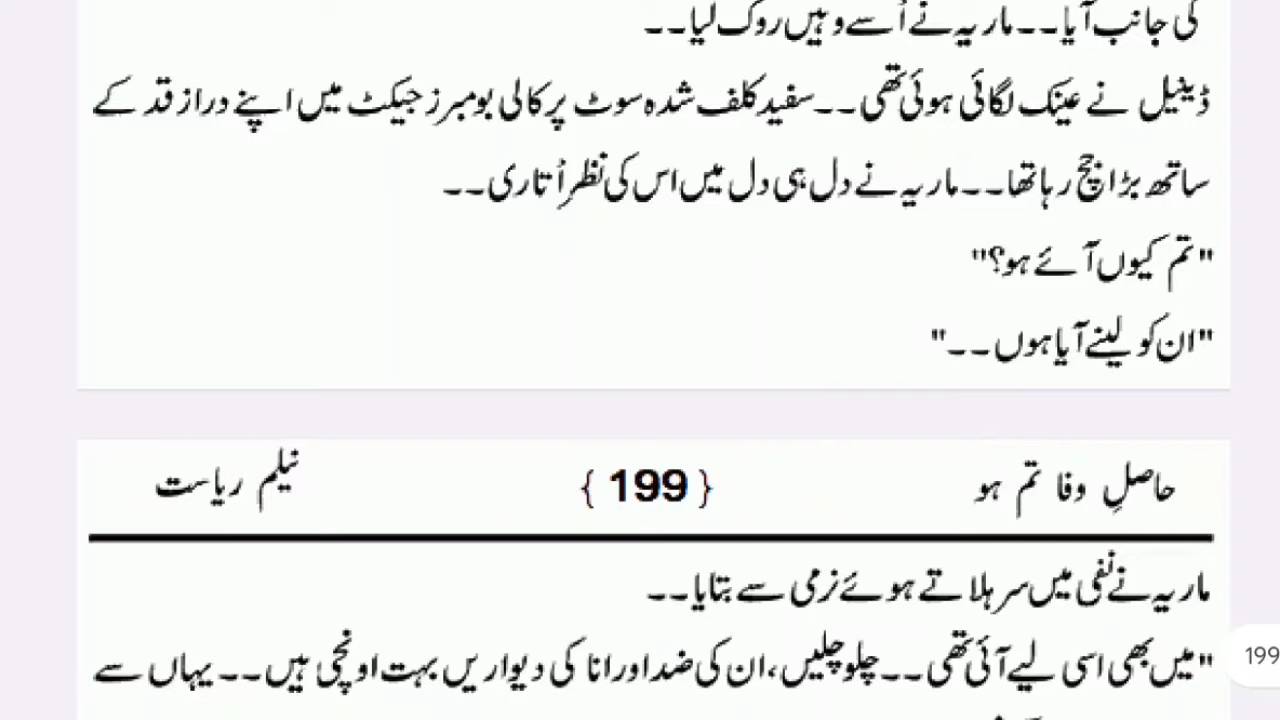 کی جانب آیا۔۔ماریہ نے اُسے وہیں روک لیا۔۔
ڈینیل نے عینک لگائی ہوئی تھی۔۔سفید کلف شدہ سوٹ پر کالی بومبرز جیکٹ میں اپنے دراز قد کے
ساتھ بڑا جچ رہا تھا۔۔ماریہ نے دل ہی دل میں اس کی نظر اُتاری۔۔
"تم کیوں آئے ہو؟"
"ان کو لینے آیا ہوں۔۔"
حاصلِ وفا تم ہو { 199 } نیلم ریاست
ماریہ نے نفی میں سر ہلاتے ہوئے نرمی سے بتایا۔۔
"میں بھی اسی لیے آئی تھی۔۔چلو چلیں، ان کی ضد اور انا کی دیواریں بہت اونچی ہیں۔۔یہاں سے
199